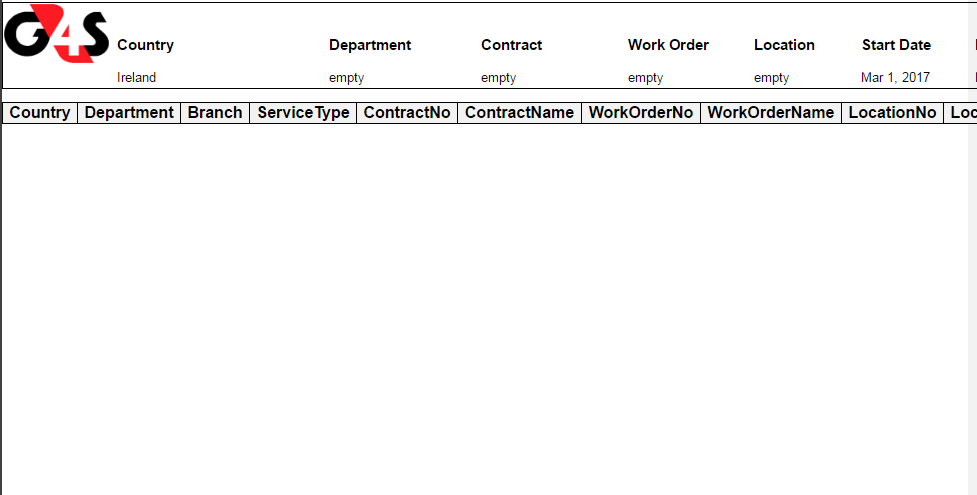 G4S
Country Department Contract Work Order Location Start Date
Ireland empty empty empty empty Mar 1, 2017
Country Department Branch ServiceType ContractNo ContractName WorkOrderNo WorkOrderName LocationNo Loc